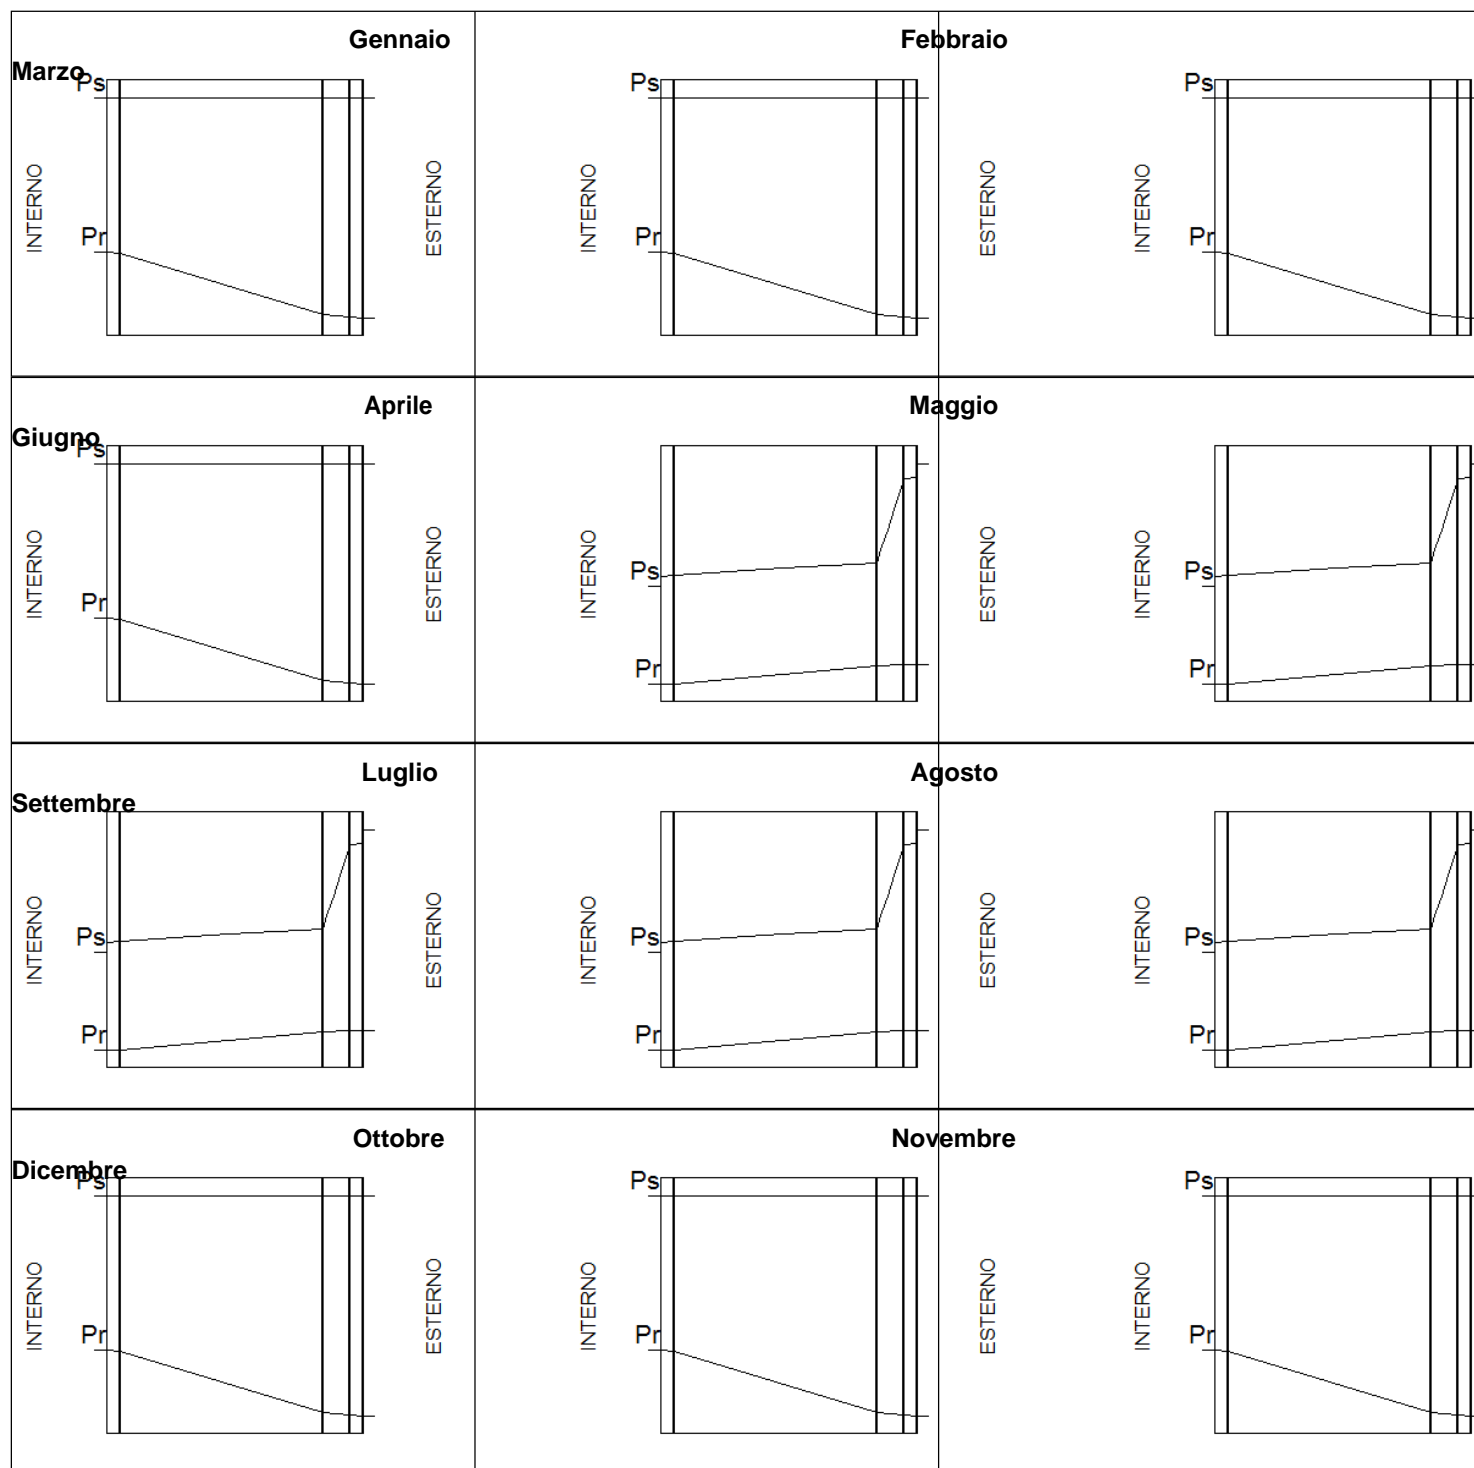 Gennaio Febbraio
Marzo
Ps Ps Ps
INTERNO ESTERNO INTERNO ESTERNO INTERNO
Pr Pr Pr
Aprile Maggio
Giugno
Ps
INTERNO ESTERNO INTERNO ESTERNO INTERNO
Ps Ps
Pr
Pr Pr
Luglio Agosto
Settembre
INTERNO ESTERNO INTERNO ESTERNO INTERNO
Ps Ps Ps
Pr Pr Pr
Ottobre Novembre
Dicembre
Ps Ps Ps
INTERNO ESTERNO INTERNO ESTERNO INTERNO
Pr Pr Pr